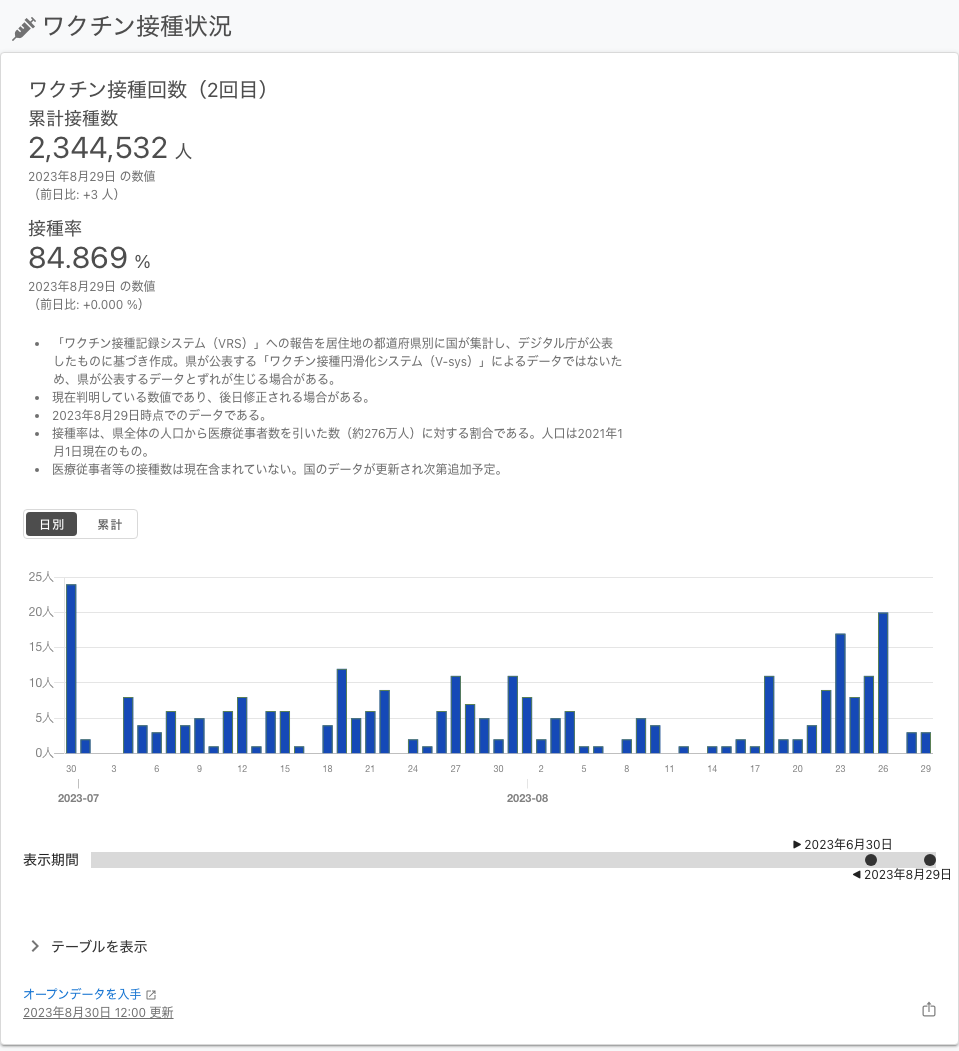 ワクチン接種状況
ワクチン接種回数（2回目）
累計接種数
2,344,532 人
2023年8月29日 の数値
（前日比: +3 人）
接種率
84.869 %
2023年8月29日 の数値
（前日比: +0.000 %）
• 「ワクチン接種記録システム（VRS）」への報告を居住地の都道府県別に国が集計し、デジタル庁が公表
したものに基づき作成。県が公表する「ワクチン接種円滑化システム（V-sys）」によるデータではないた
め、県が公表するデータとずれが生じる場合がある。
• 現在判明している数値であり、後日修正される場合がある。
• 2023年8月29日時点でのデータである。
• 接種率は、県全体の人口から医療従事者数を引いた数（約276万人）に対する割合である。人口は2021年1
月1日現在のもの。
• 医療従事者等の接種数は現在含まれていない。国のデータが更新され次第追加予定。
日別 累計
25人
20人
15人
10人
5人
0人
30 3 6 9 12 15 18 21 24 27 30 2 5 8 11 14 17 20 23 26 29
2023-07 2023-08
▶ 2023年6月30日
表示期間
◀ 2023年8月29日
テーブルを表示
オープンデータを入手
2023年8月30日 12:00 更新